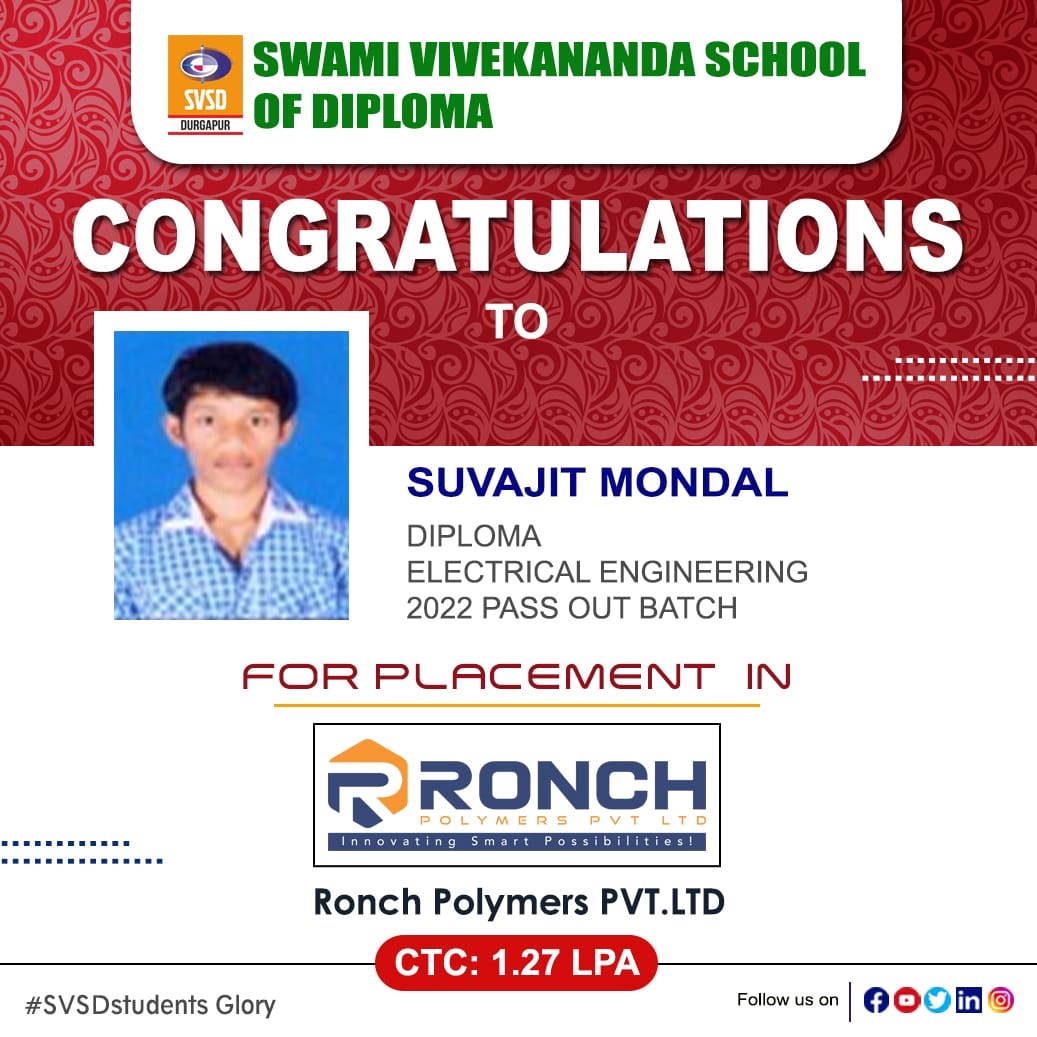 SVSD
DURGAPUR
SWAMI VIVEKANANDA SCHOOL
OF DIPLOMA
CONGRATULATIONS
TO
SUVAJIT MONDAL
DIPLOMA
ELECTRICAL ENGINEERING
2022 PASS OUT BATCH
FOR PLACEMENT IN
RONCH
POLYMERS PVT LTD
Innovating Smart Possibilities!
Ronch Polymers PVT.LTD
CTC: 1.27 LPA
#SVSDstudents Glory
Follow us on